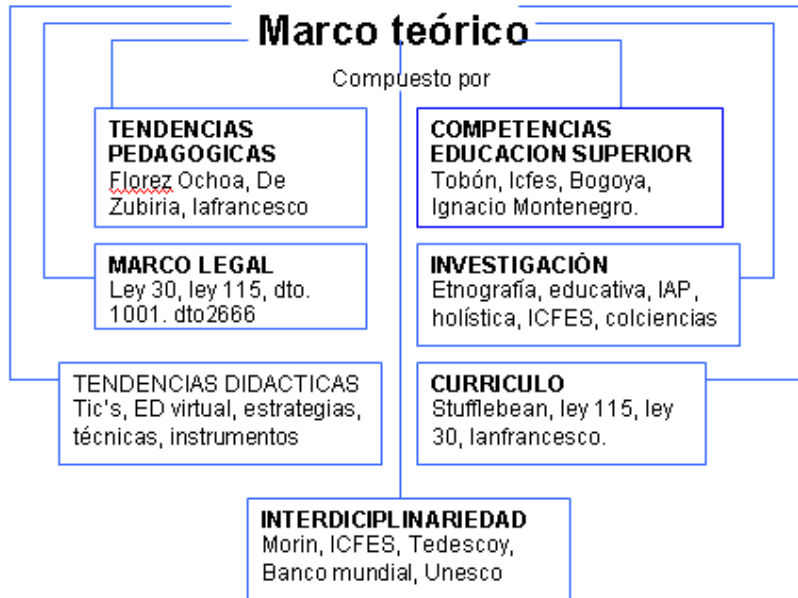 Marco teórico
Compuesto por
TENDENCIAS
PEDAGOGICAS
Florez Ochoa, De
Zubiria, lafrancesco
COMPETENCIAS
EDUCACION SUPERIOR
Tobón, Icfes, Bogoya,
Ignacio Montenegro.
MARCO LEGAL
Ley 30, ley 115, dto.
1001. dto2666
INVESTIGACIÓN
Etnografía, educativa, IAP,
holística, ICFES, colciencias
TENDENCIAS DIDACTICAS
Tic's, ED virtual, estrategias,
técnicas, instrumentos
CURRICULO
Stufflebean, ley 115, ley
30, lanfrancesco.
INTERDICIPLINARIEDAD
Morin, ICFES, Tedescoy,
Banco mundial, Unesco